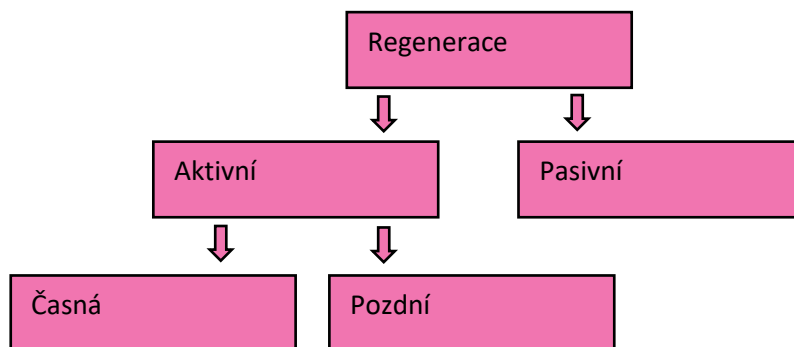 Regenerace
Aktivní
Pasivní
Časná
Pozdní